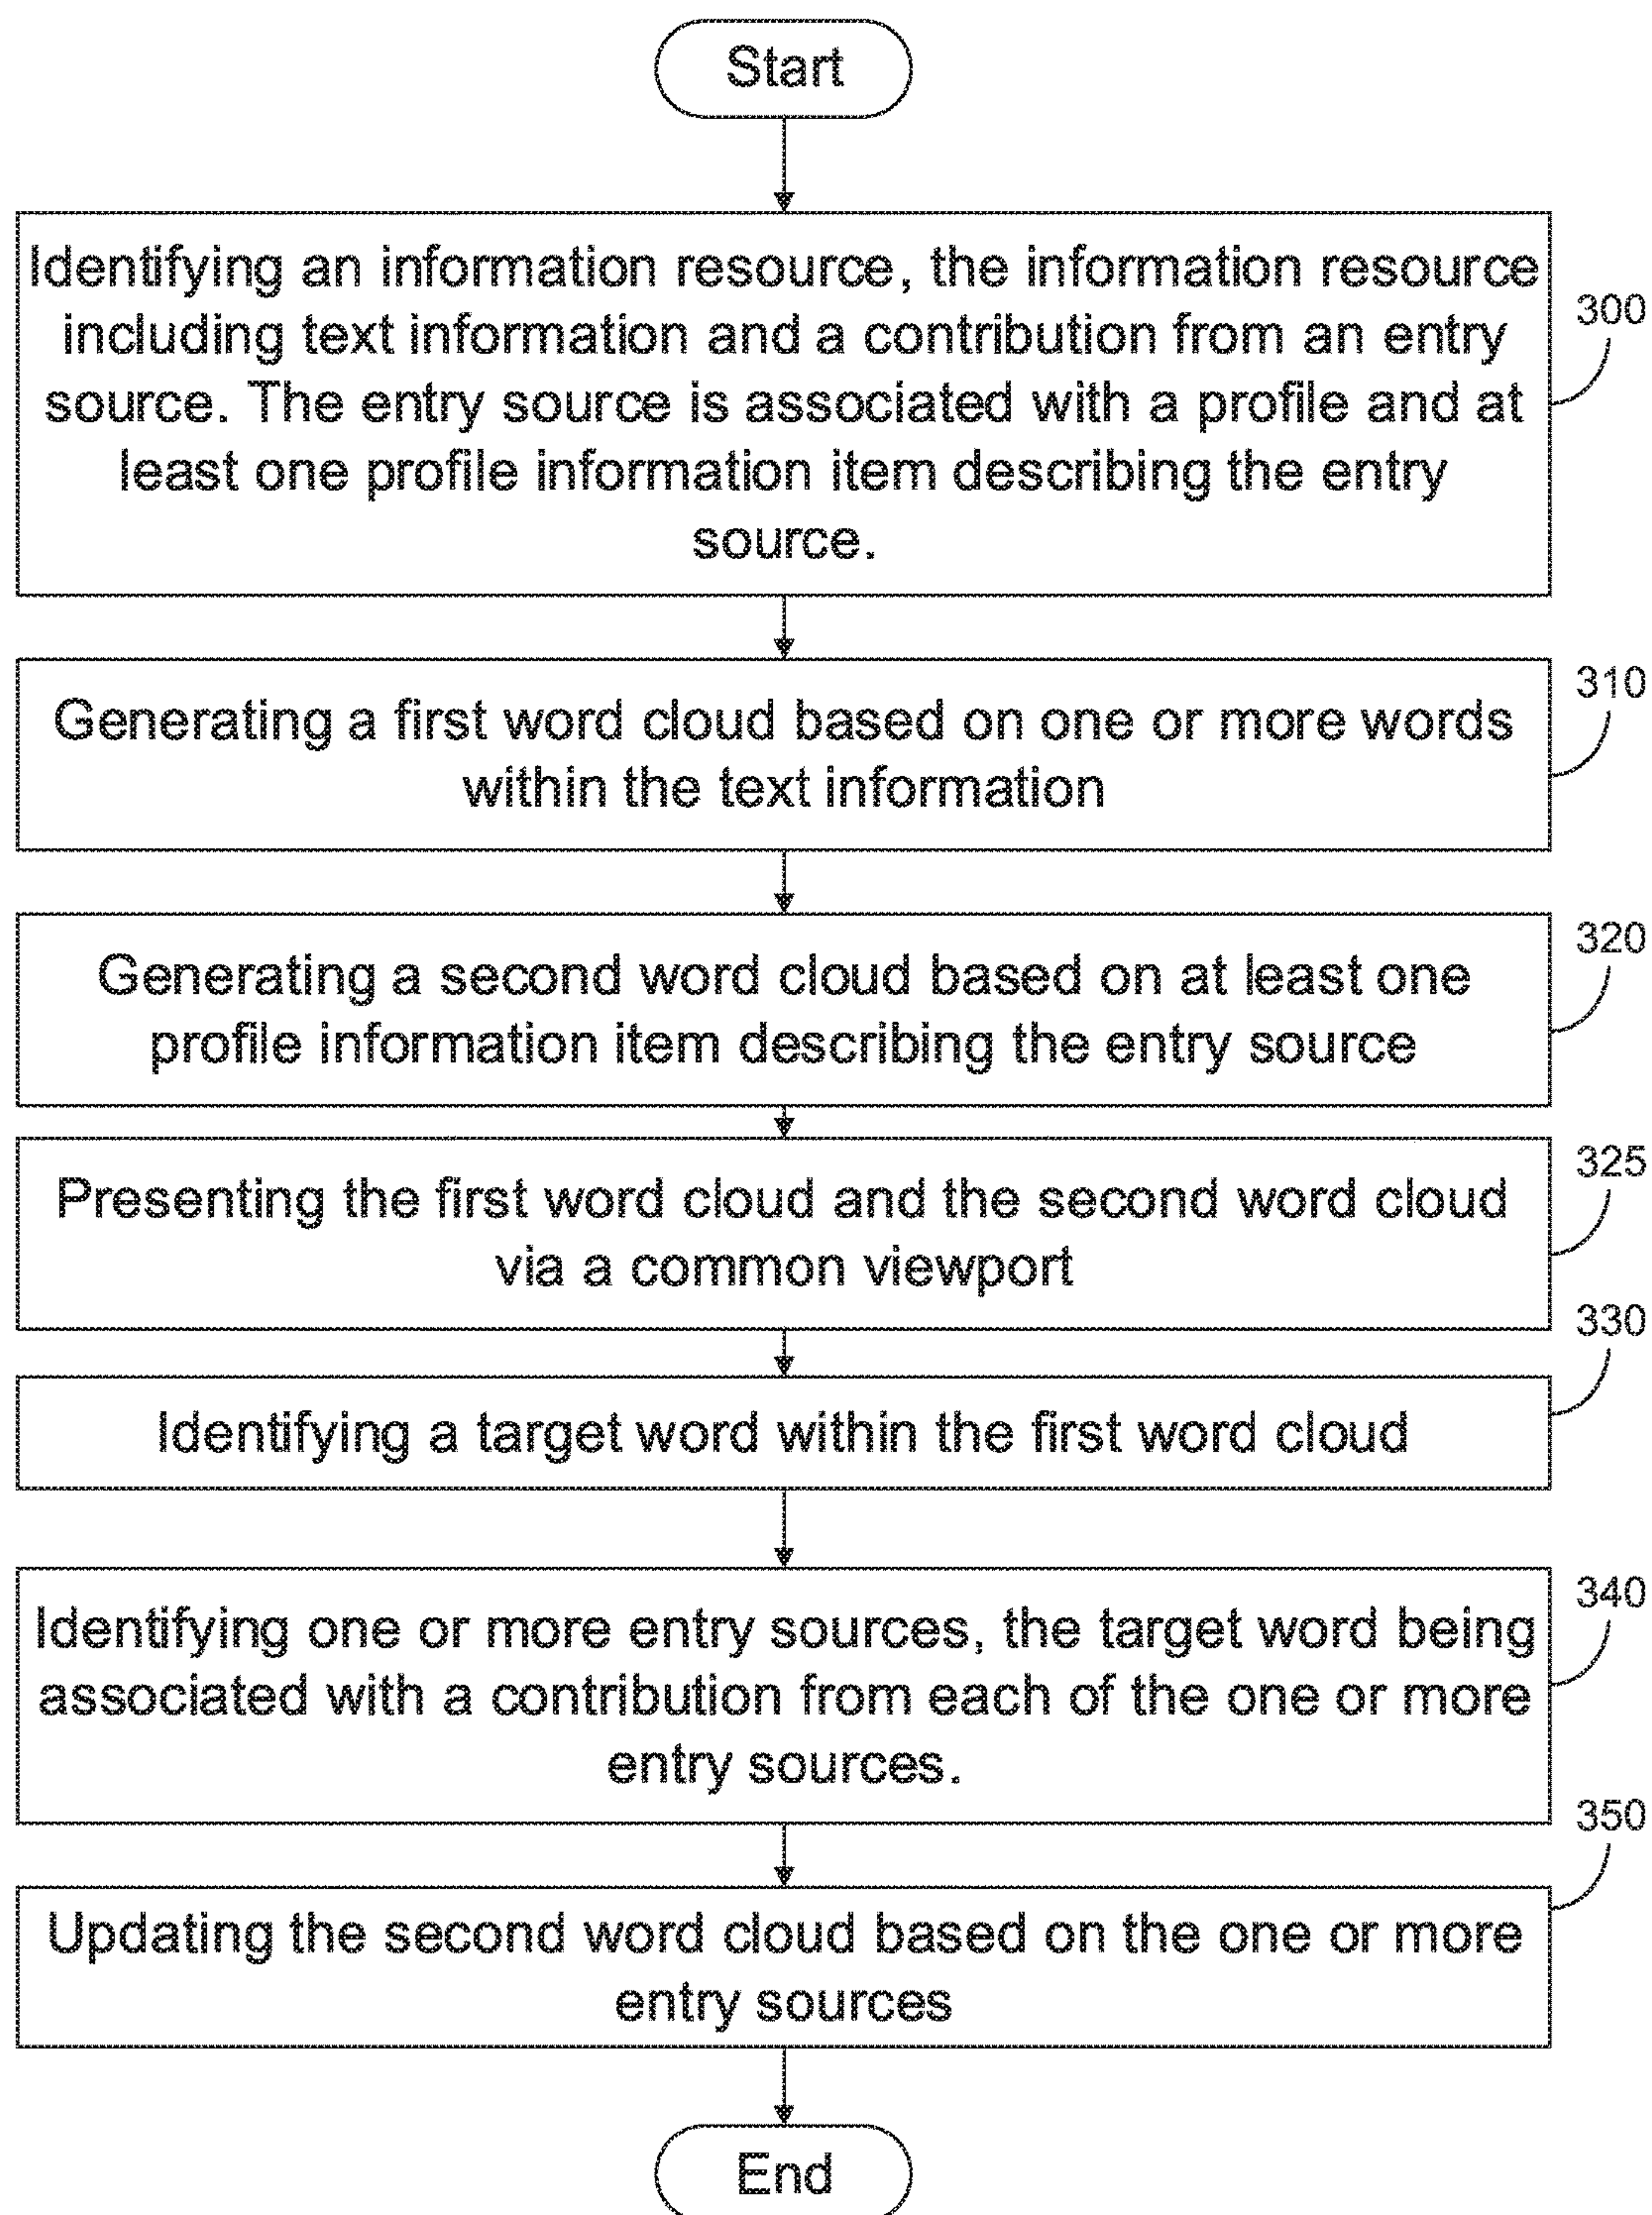 Start
Identifying an information resource, the information resource
including text information and a contribution from an entry
source. The entry source is associated with a profile and at
least one profile information item describing the entry
source.
300
Generating a first word cloud based on one or more words
within the text information
310
Generating a second word cloud based on at least one
profile information item describing the entry source
320
Presenting the first word cloud and the second word cloud
via a common viewport
325
Identifying a target word within the first word cloud
330
Identifying one or more entry sources, the target word being
associated with a contribution from each of the one or more
entry sources.
340
Updating the second word cloud based on the one or more
entry sources
350
End